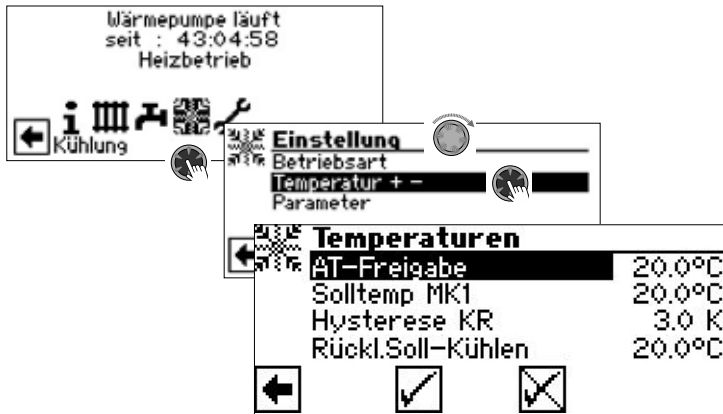 Wärmepumpe läuft
seit : 43:04:58
Heizbetrieb
Kühlung
Einstellung
Betriebsart
Temperatur + -
Parameter
Temperaturen
AT-Freigabe 20.0°C
Solltemp MK1 20.0°C
Hysterese KR 3.0 K
Rückl.Soll-Kühlen 20.0°C